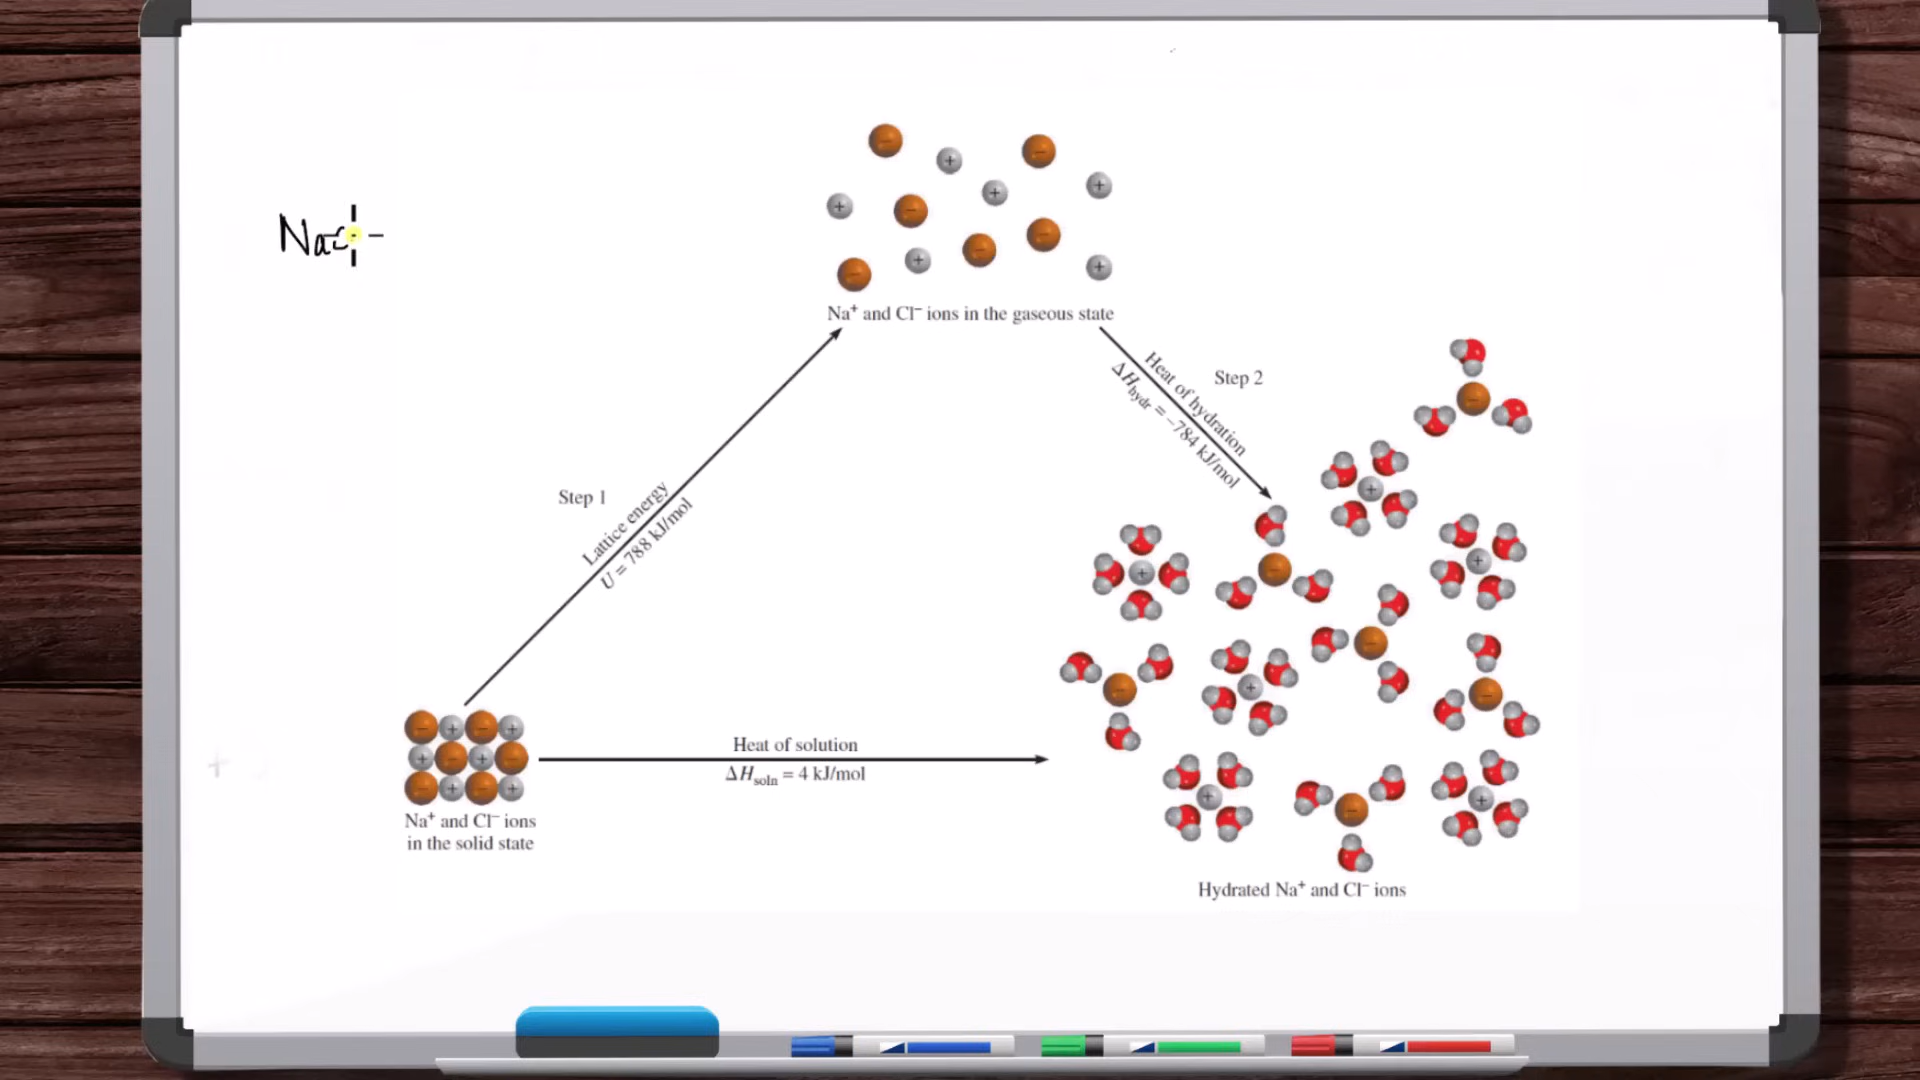 NaC
Na⁺ and Cl⁻ ions in the gaseous state
Step 1
Lattice energy
U = 788 kJ/mol
Heat of hydration
ΔHhydr = −784 kJ/mol
Step 2
Heat of solution
ΔHsoln = 4 kJ/mol
Na⁺ and Cl⁻ ions
in the solid state
Hydrated Na⁺ and Cl⁻ ions